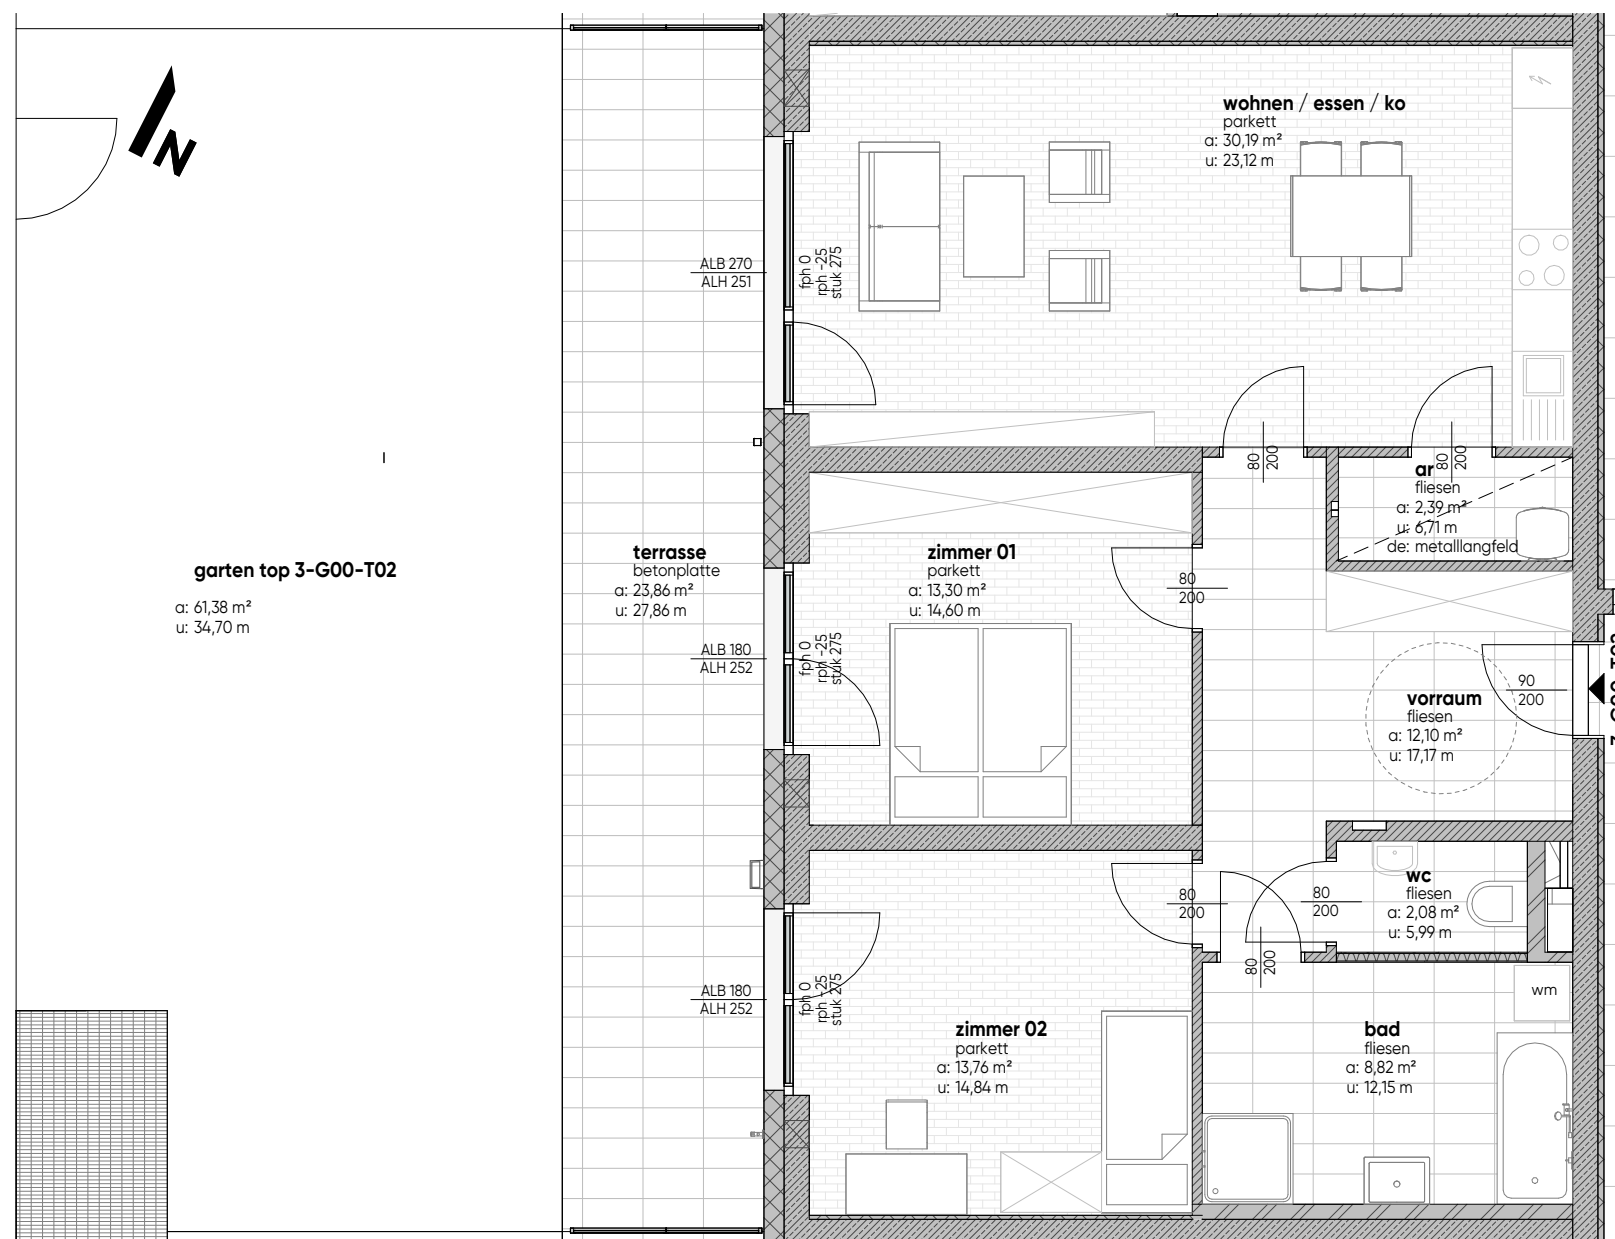 N
wohnen / essen / ko
parkett
a: 30,19 m²
u: 23,12 m
ALB 270
ALH 251
fph 0
rph -25
stuk 275
80
200
80
200
ar
fliesen
a: 2,39 m²
u: 6,71 m
de: metalllangfeld
garten top 3-G00-T02
a: 61,38 m²
u: 34,70 m
terrasse
betonplatte
a: 23,86 m²
u: 27,86 m
zimmer 01
parkett
a: 13,30 m²
u: 14,60 m
80
200
ALB 180
ALH 252
fph 0
rph -25
stuk 275
vorraum
fliesen
a: 12,10 m²
u: 17,17 m
90
200
80
200
80
200
wc
fliesen
a: 2,08 m²
u: 5,99 m
80
200
ALB 180
ALH 252
fph 0
rph -25
stuk 275
zimmer 02
parkett
a: 13,76 m²
u: 14,84 m
wm
bad
fliesen
a: 8,82 m²
u: 12,15 m